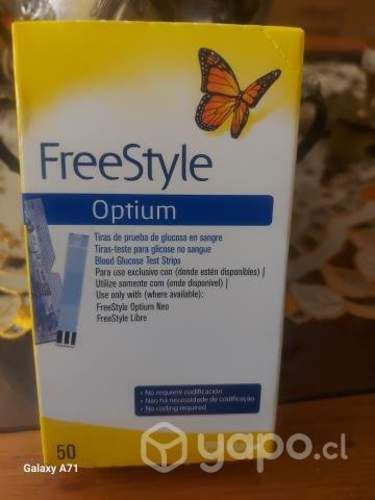 FreeStyle
Optium
Tiras de prueba de glucosa en sangre
Tiras-teste para glicose no sangue
Blood Glucose Test Strips
Para uso exclusivo con (donde estén disponibles) |
Utilize somente com (onde disponível) |
Use only with (where available):
FreeStyle Optium Neo
FreeStyle Libre
• No requiere codificación
• Não há necessidade de codificação
• No coding required
50
yapo.cl
Galaxy A71